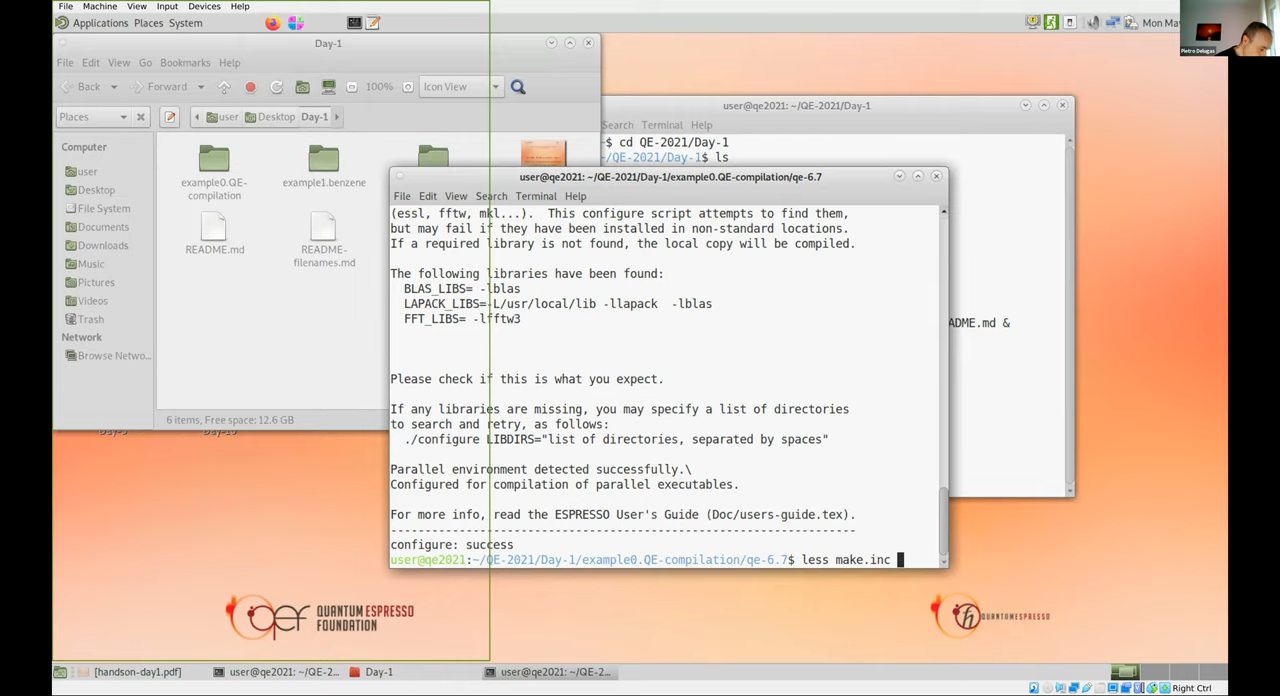 File Machine View Input Devices Help
Applications Places System
Mon May
Pietro Delugas
Day-1
File Edit View Go Bookmarks Help
Back Forward 100% Icon View
Places user Desktop Day-1
Computer
user
Desktop
File System
Documents
Downloads
Music
Pictures
Videos
Trash
Network
Browse Netwo...
example0.QE-compilation
example1.benzene
README.md
README-filenames.md
6 items, Free space: 12.6 GB
user@qe2021: ~/QE-2021/Day-1
Search Terminal Help
$ cd QE-2021/Day-1
~/QE-2021/Day-1$ ls
ADME.md &
user@qe2021: ~/QE-2021/Day-1/example0.QE-compilation/qe-6.7
File Edit View Search Terminal Help
(essl, fftw, mkl...).  This configure script attempts to find them,
but may fail if they have been installed in non-standard locations.
If a required library is not found, the local copy will be compiled.
The following libraries have been found:
BLAS_LIBS= -lblas
LAPACK_LIBS=-L/usr/local/lib -llapack  -lblas
FFT_LIBS= -lfftw3
Please check if this is what you expect.
If any libraries are missing, you may specify a list of directories
to search and retry, as follows:
./configure LIBDIRS="list of directories, separated by spaces"
Parallel environment detected successfully.\
Configured for compilation of parallel executables.
For more info, read the ESPRESSO User's Guide (Doc/users-guide.tex).
--------------------------------------------------------------------
configure: success
user@qe2021:~/QE-2021/Day-1/example0.QE-compilation/qe-6.7$ less make.inc
QUANTUM ESPRESSO
FOUNDATION
QUANTUMESPRESSO
[handson-day1.pdf] user@qe2021: ~/QE-2... Day-1 user@qe2021: ~/QE-2...
Right Ctrl